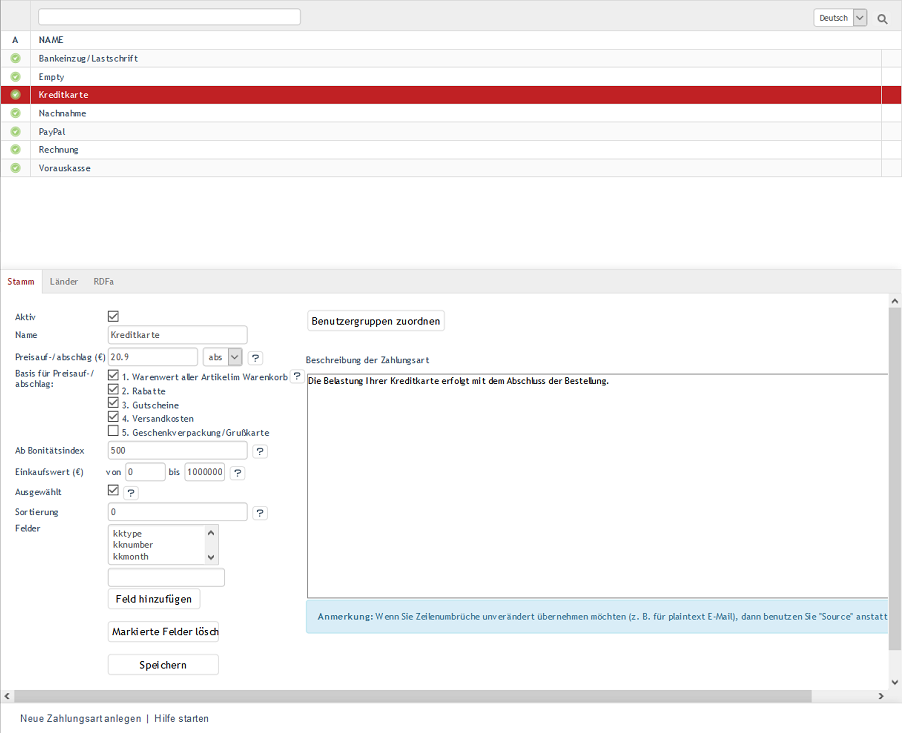 Deutsch
A NAME
Bankeinzug/Lastschrift
Empty
Kreditkarte
Nachnahme
PayPal
Rechnung
Vorauskasse
Stamm Länder RDFa
Aktiv
Benutzergruppen zuordnen
Name Kreditkarte
Preisauf-/abschlag (€) 20.9 abs ?
Beschreibung der Zahlungsart
Basis für Preisauf-/
abschlag:
1. Warenwert aller Artikel im Warenkorb ?
2. Rabatte
3. Gutscheine
4. Versandkosten
5. Geschenkverpackung/Grußkarte
Die Belastung Ihrer Kreditkarte erfolgt mit dem Abschluss der Bestellung.
Ab Bonitätsindex 500 ?
Einkaufswert (€) von 0 bis 1000000 ?
Ausgewählt ?
Sortierung 0 ?
Felder
kktype
kknumber
kkmonth
Feld hinzufügen
Anmerkung: Wenn Sie Zeilenumbrüche unverändert übernehmen möchten (z. B. für plaintext E-Mail), dann benutzen Sie "Source" anstatt
Markierte Felder lösch
Speichern
Neue Zahlungsart anlegen | Hilfe starten